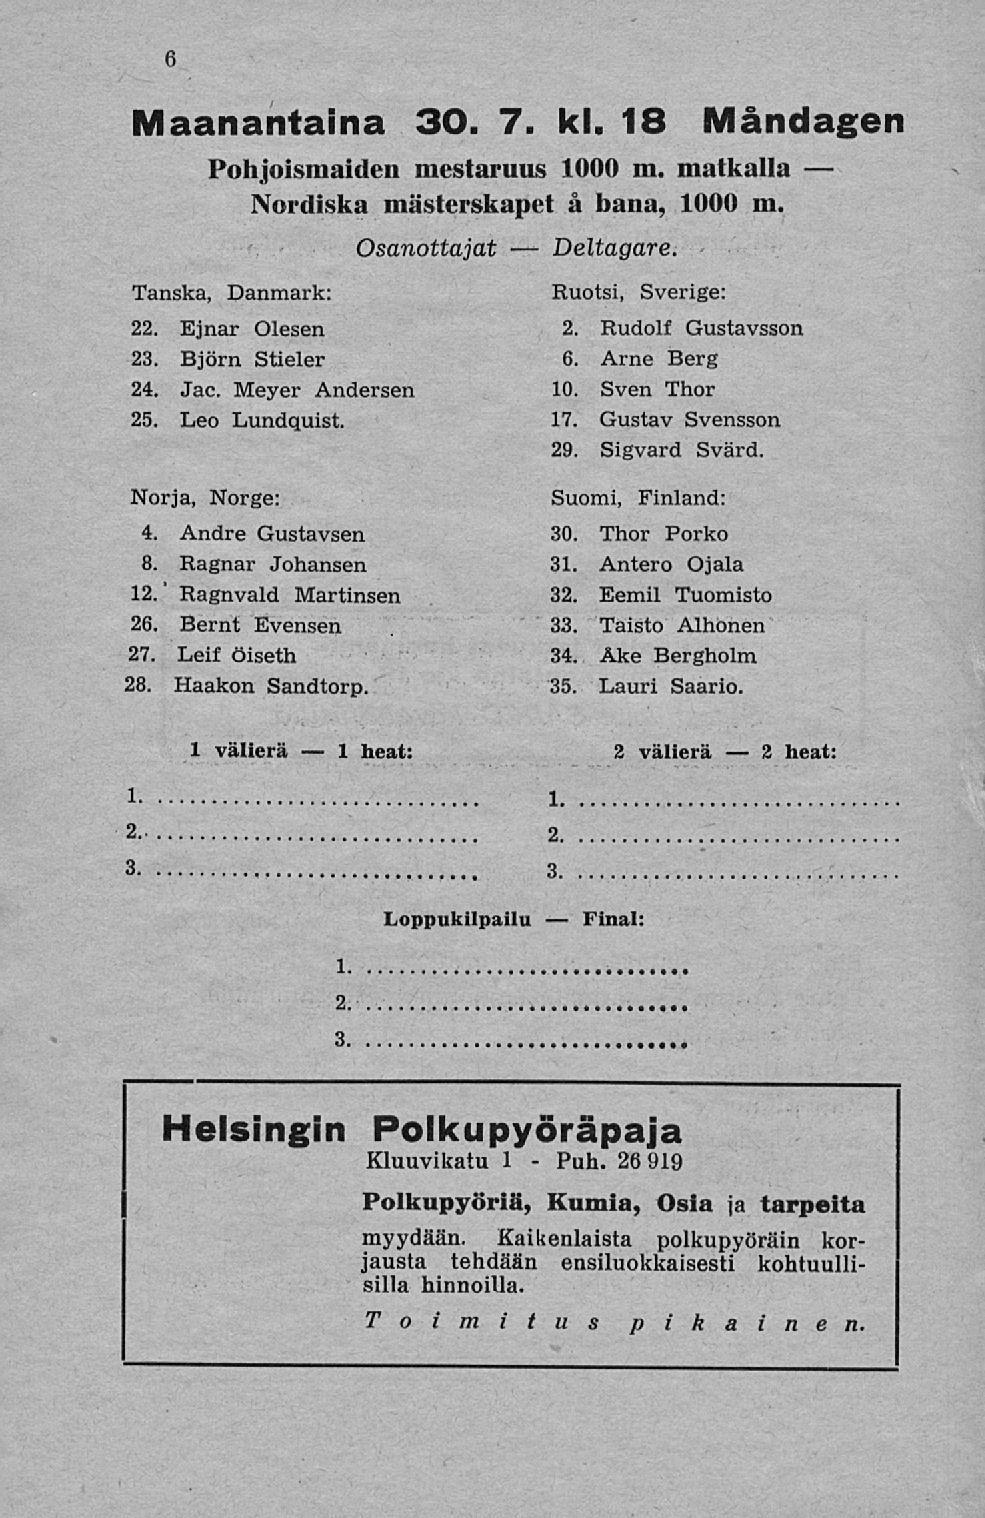 6
Maanantaina 30. 7. kl. 18 Måndagen
Pohjoismaiden mestaruus 1000 m. matkalla —
Nordiska mästerskapet å bana, 1000 m.
Osanottajat — Deltagare.
Tanska, Danmark:
22. Ejnar Olesen
23. Björn Stieler
24. Jac. Meyer Andersen
25. Leo Lundquist.
Ruotsi, Sverige:
2. Rudolf Gustavsson
6. Arne Berg
10. Sven Thor
17. Gustav Svensson
29. Sigvard Svärd.
Norja, Norge:
4. Andre Gustavsen
8. Ragnar Johansen
12. Ragnvald Martinsen
26. Bernt Evensen
27. Leif Öiseth
28. Haakon Sandtorp.
Suomi, Finland:
30. Thor Porko
31. Antero Ojala
32. Eemil Tuomisto
33. Taisto Alhonen
34. Åke Bergholm
35. Lauri Saario.
1 välierä — 1 heat:
1. ..............................
2. ..............................
3. ..............................
2 välierä — 2 heat:
1. ..............................
2. ..............................
3. ..............................
Loppukilpailu — Final:
1. ..............................
2. ..............................
3. ..............................
Helsingin Polkupyöräpaja
Kluuvikatu 1 - Puh. 26 919
Polkupyöriä, Kumia, Osia ja tarpeita
myydään. Kaikenlaista polkupyöräin kor-
jausta tehdään ensiluokkaisesti kohtuulli-
silla hinnoilla.
Toimitus pikainen.